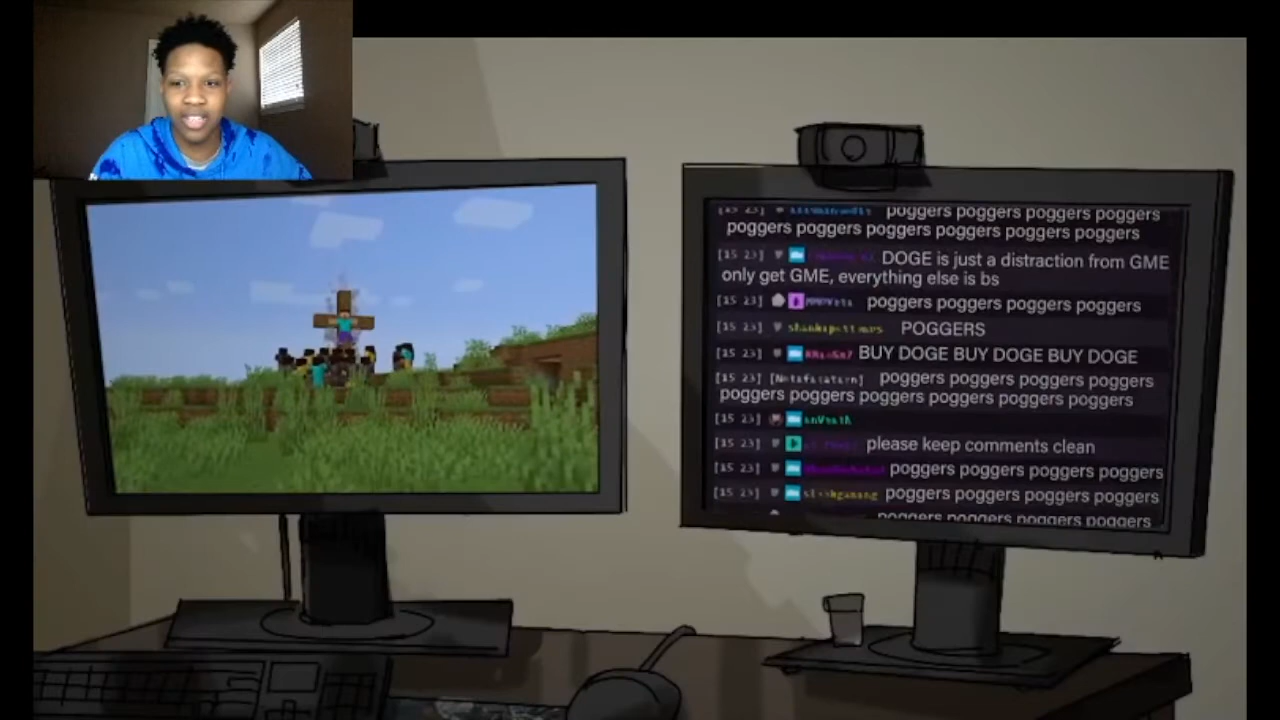 poggers poggers poggers poggers
poggers poggers poggers poggers poggers poggers
[15 23] DOGE is just a distraction from GME
only get GME, everything else is bs
[15 23] poggers poggers poggers poggers
[15 23] POGGERS
[15 23] BUY DOGE BUY DOGE BUY DOGE
[15 23] [Notification] poggers poggers poggers poggers
poggers poggers poggers poggers poggers poggers
[15 23]
[15 23] please keep comments clean
[15 23] poggers poggers poggers poggers
[15 23] poggers poggers poggers poggers
poggers poggers poggers poggers